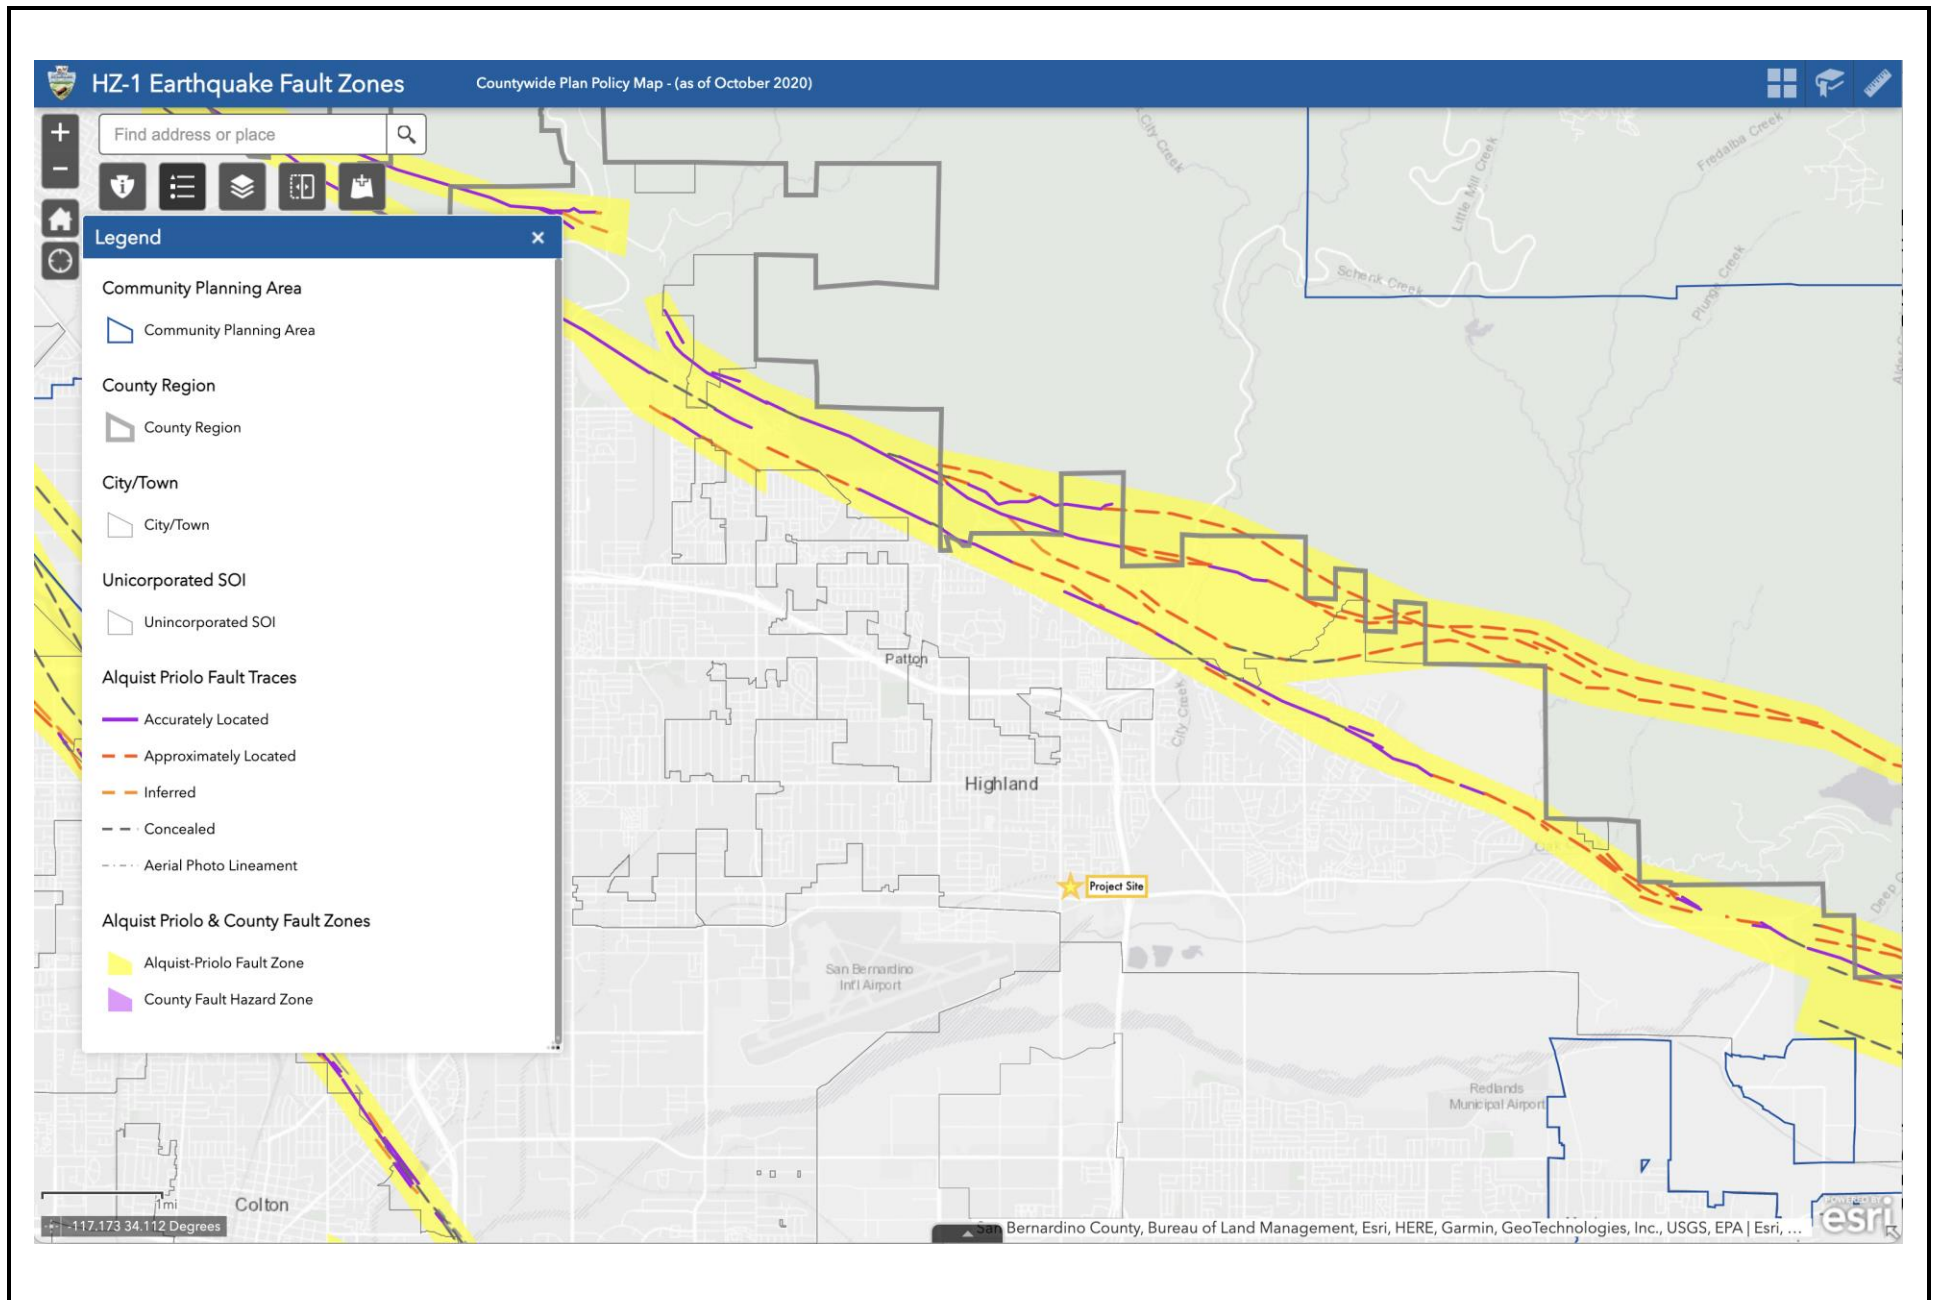 HZ-1 Earthquake Fault Zones
Countywide Plan Policy Map - (as of October 2020)
Find address or place
Legend
Community Planning Area
Community Planning Area
County Region
County Region
City/Town
City/Town
Unicorporated SOI
Unincorporated SOI
Alquist Priolo Fault Traces
Accurately Located
Approximately Located
Inferred
Concealed
Aerial Photo Lineament
Alquist Priolo & County Fault Zones
Alquist-Priolo Fault Zone
County Fault Hazard Zone
City Creek
Little Mill Creek
Fredalba Creek
Schenk Creek
Plunge Creek
Patton
City Creek
Highland
Project Site
San Bernardino
Int'l Airport
Redlands
Municipal Airport
Colton
1mi
-117.173 34.112 Degrees
San Bernardino County, Bureau of Land Management, Esri, HERE, Garmin, GeoTechnologies, Inc., USGS, EPA | Esri, ...
POWERED BY
esri